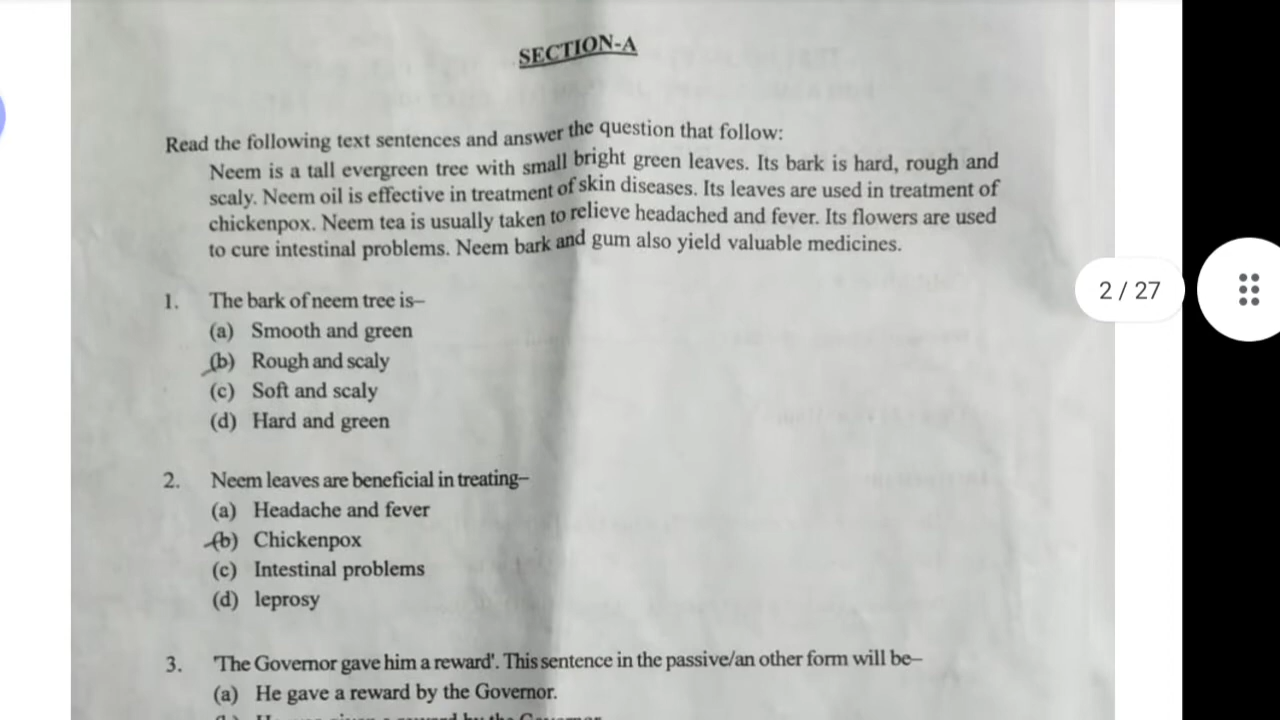 SECTION-A
Read the following text sentences and answer the question that follow:
Neem is a tall evergreen tree with small bright green leaves. Its bark is hard, rough and
scaly. Neem oil is effective in treatment of skin diseases. Its leaves are used in treatment of
chickenpox. Neem tea is usually taken to relieve headached and fever. Its flowers are used
to cure intestinal problems. Neem bark and gum also yield valuable medicines.
1. The bark of neem tree is–
(a) Smooth and green
(b) Rough and scaly
(c) Soft and scaly
(d) Hard and green
2 / 27
2. Neem leaves are beneficial in treating–
(a) Headache and fever
(b) Chickenpox
(c) Intestinal problems
(d) leprosy
3. 'The Governor gave him a reward'. This sentence in the passive/an other form will be–
(a) He gave a reward by the Governor.